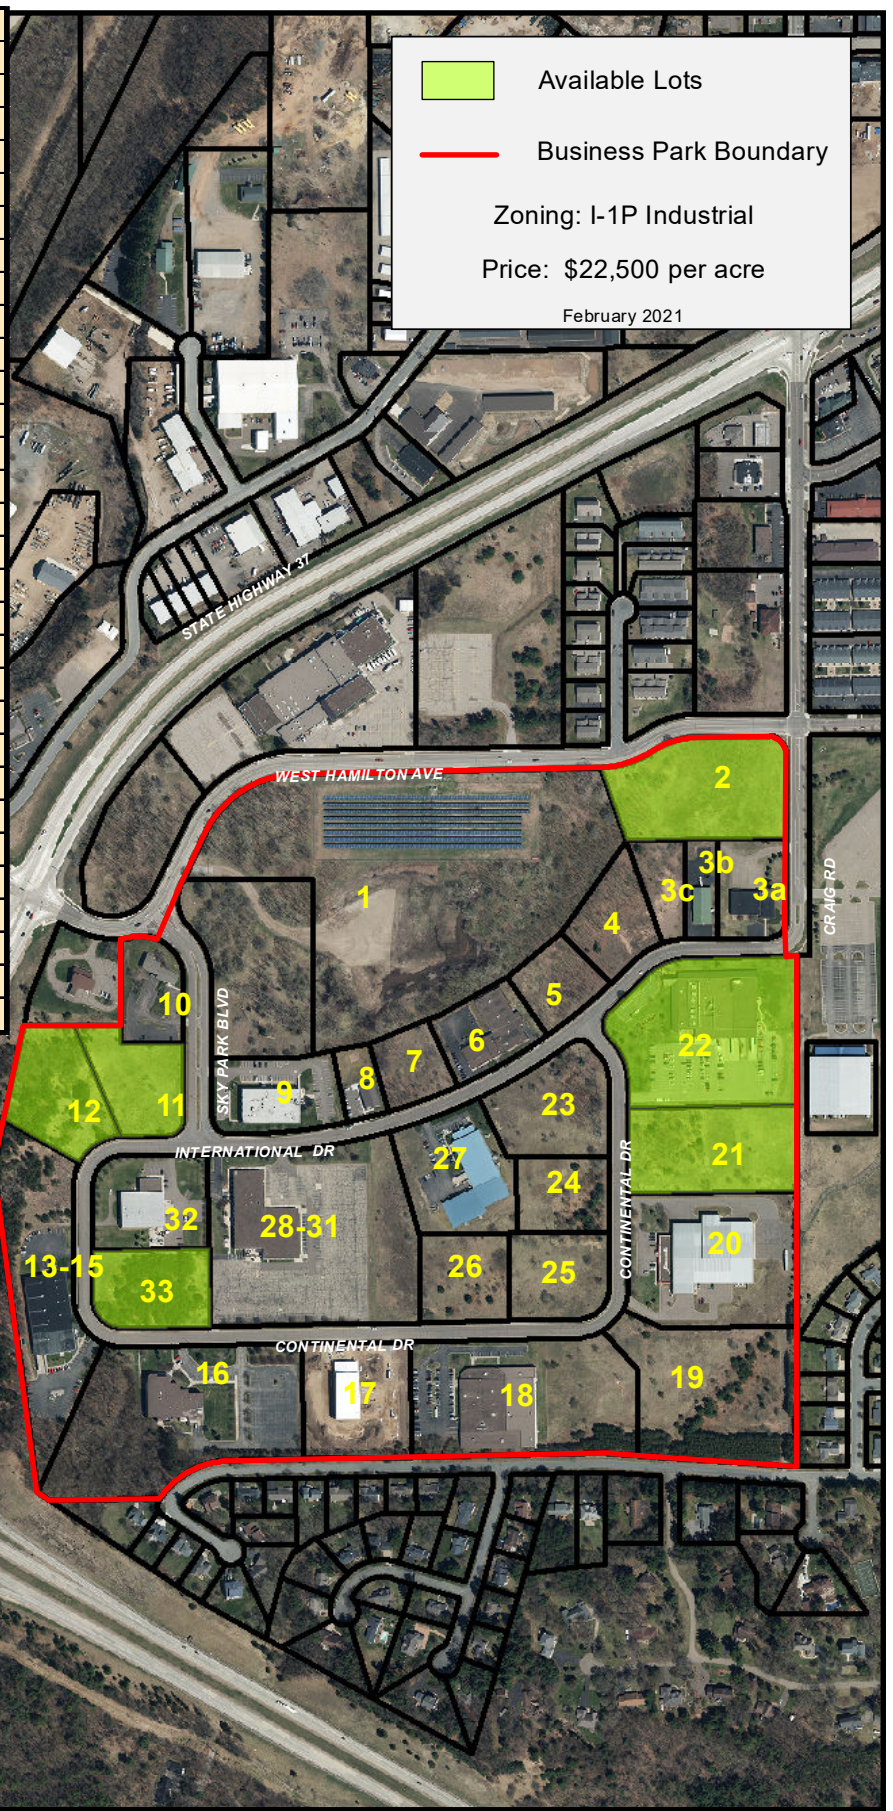 Available Lots
Business Park Boundary
Zoning: I-1P Industrial
Price: $22,500 per acre
February 2021
STATE HIGHWAY 37
WEST HAMILTON AVE
2
3b
3a
3c
1
4
CRAIG RD
5
10
SKY PARK BLVD
6
22
7
8
9
12
11
23
INTERNATIONAL DR
27
21
24
CONTINENTAL DR
32
28-31
20
13-15
33
26
25
CONTINENTAL DR
16
17
18
19